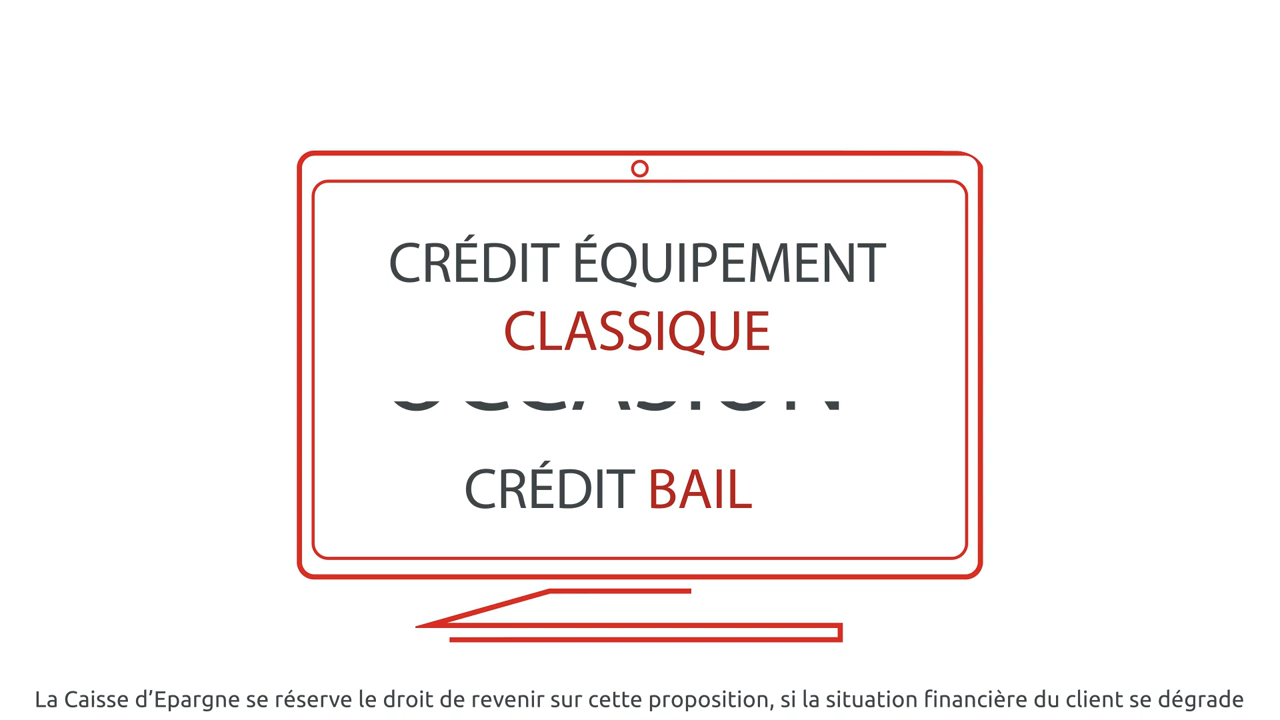 CRÉDIT ÉQUIPEMENT
CLASSIQUE
OCCASION
CRÉDIT BAIL
La Caisse d’Epargne se réserve le droit de revenir sur cette proposition, si la situation financière du client se dégrade